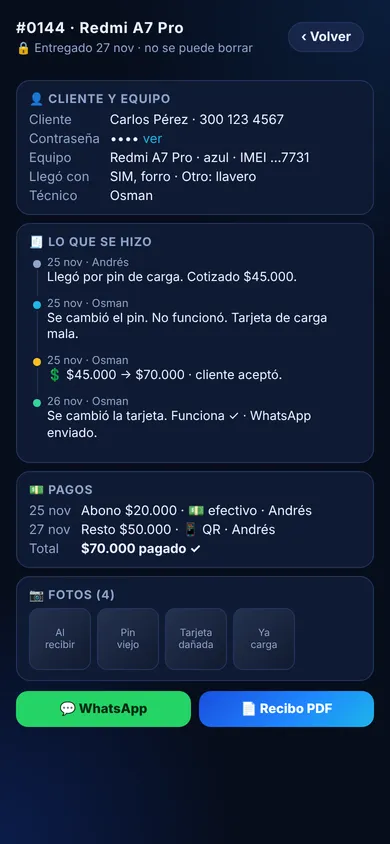 #0144 · Redmi A7 Pro
🔒 Entregado 27 nov · no se puede borrar
‹ Volver
👤 CLIENTE Y EQUIPO
Cliente Carlos Pérez · 300 123 4567
Contraseña •••• ver
Equipo Redmi A7 Pro · azul · IMEI ...7731
Llegó con SIM, forro · Otro: llavero
Técnico Osman
🧾 LO QUE SE HIZO
25 nov · Andrés
Llegó por pin de carga. Cotizado $45.000.
25 nov · Osman
Se cambió el pin. No funcionó. Tarjeta de carga
mala.
25 nov · Osman
💲 $45.000 → $70.000 · cliente aceptó.
26 nov · Osman
Se cambió la tarjeta. Funciona ✓ · WhatsApp
enviado.
💵 PAGOS
25 nov Abono $20.000 · 💵 efectivo · Andrés
27 nov Resto $50.000 · 📱 QR · Andrés
Total $70.000 pagado ✓
📷 FOTOS (4)
Al
recibir
Pin
viejo
Tarjeta
dañada
Ya
carga
💬 WhatsApp
📄 Recibo PDF